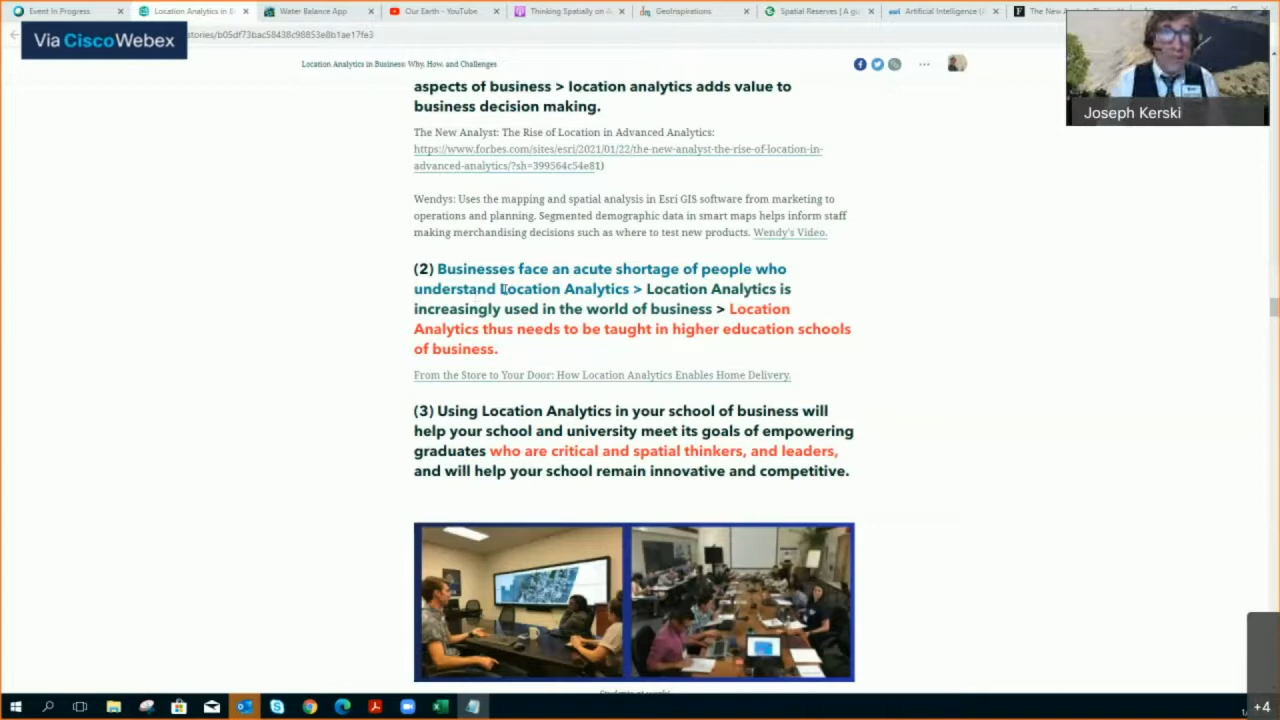 Event In Progress
Location Analytics in B
Water Balance App
Our Earth - YouTube
Thinking Spatially on A
GeoInspirations
Spatial Reserves | A gu
esri Artificial Intelligence (A
Via CiscoWebex
stories/b05df73bac58438c98853e8b1ae17fe3
Location Analytics in Business: Why, How, and Challenges
Joseph Kerski
aspects of business > location analytics adds value to
business decision making.
The New Analyst: The Rise of Location in Advanced Analytics:
https://www.forbes.com/sites/esri/2021/01/22/the-new-analyst-the-rise-of-location-in-
advanced-analytics/?sh=399564c54e81)
Wendys: Uses the mapping and spatial analysis in Esri GIS software from marketing to
operations and planning. Segmented demographic data in smart maps helps inform staff
making merchandising decisions such as where to test new products. Wendy's Video.
(2) Businesses face an acute shortage of people who
understand Location Analytics > Location Analytics is
increasingly used in the world of business > Location
Analytics thus needs to be taught in higher education schools
of business.
From the Store to Your Door: How Location Analytics Enables Home Delivery.
(3) Using Location Analytics in your school of business will
help your school and university meet its goals of empowering
graduates who are critical and spatial thinkers, and leaders,
and will help your school remain innovative and competitive.
+4